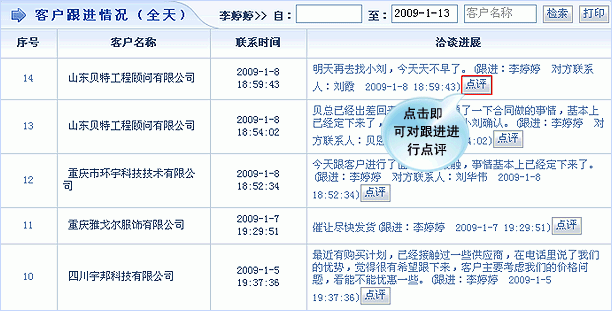 客户跟进情况（全天） 李婷婷>> 自： 至： 2009-1-13 客户名称 检索 打印
序号 客户名称 联系时间 洽谈进展
14 山东贝特工程顾问有限公司 2009-1-8 18:59:43
明天再去找小刘，今天天不早了。(跟进：李婷婷 对方联系
人：刘霞 2009-1-8 18:59:43) 点评
13 山东贝特工程顾问有限公司 2009-1-8 18:54:02
贝总已经出差回 了一下合同做的事情，基本上
已经定下来了， 小刘确认。(跟进：李婷婷 对
方联系人：贝 :54:02) 点评
点击即
可对跟进进
行点评
12 重庆市环宇科技技术有限公司 2009-1-8 18:52:34
今天跟客户进行了 触，事情基本上已经定下来了。
(跟进：李婷婷 对方联系人：刘华伟 2009-1-8
18:52:34) 点评
11 重庆雅戈尔服饰有限公司 2009-1-7 19:29:51
催让尽快发货(跟进：李婷婷 2009-1-7 19:29:51) 点评
10 四川宇邦科技有限公司 2009-1-5 19:37:36
最近有购买计划，已经接触过一些供应商，在电话里说了我们
的优势，觉得很有希望跟下来，客户主要考虑我们的价格问
题，看能不能优惠一些。(跟进：李婷婷 2009-1-5
19:37:36) 点评